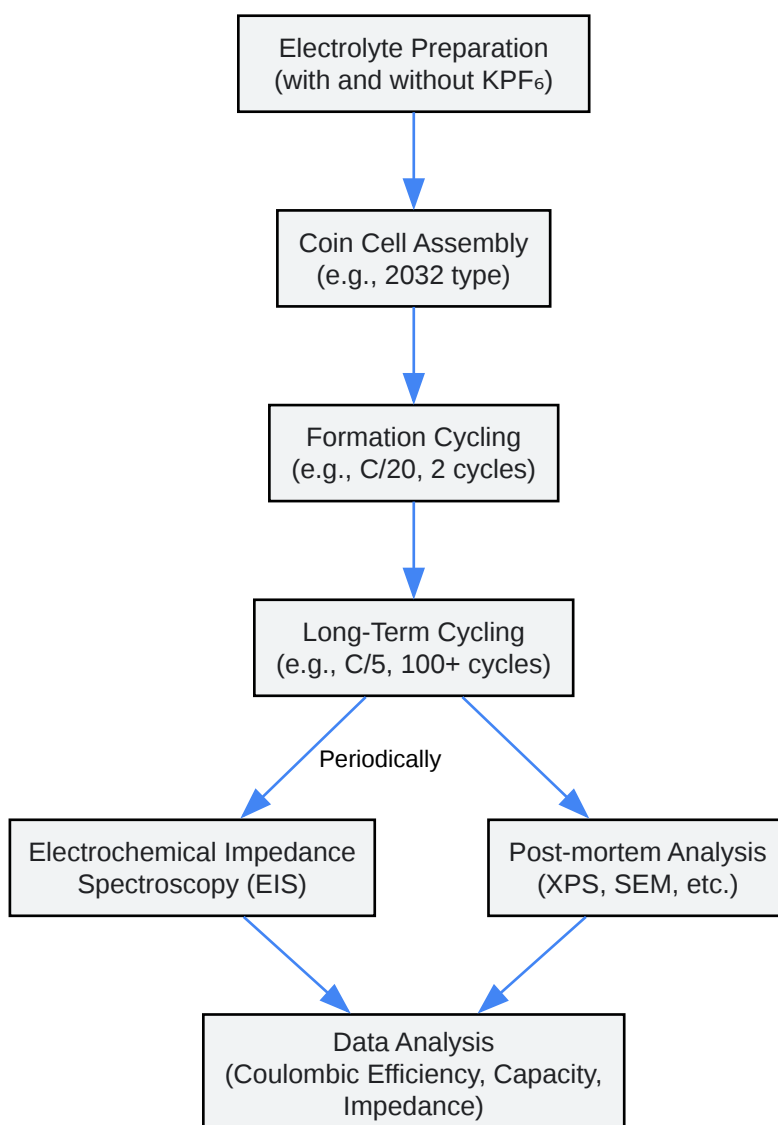 Electrolyte Preparation
(with and without KPF₆)
Coin Cell Assembly
(e.g., 2032 type)
Formation Cycling
(e.g., C/20, 2 cycles)
Long-Term Cycling
(e.g., C/5, 100+ cycles)
Periodically
Electrochemical Impedance
Spectroscopy (EIS)
Post-mortem Analysis
(XPS, SEM, etc.)
Data Analysis
(Coulombic Efficiency, Capacity,
Impedance)